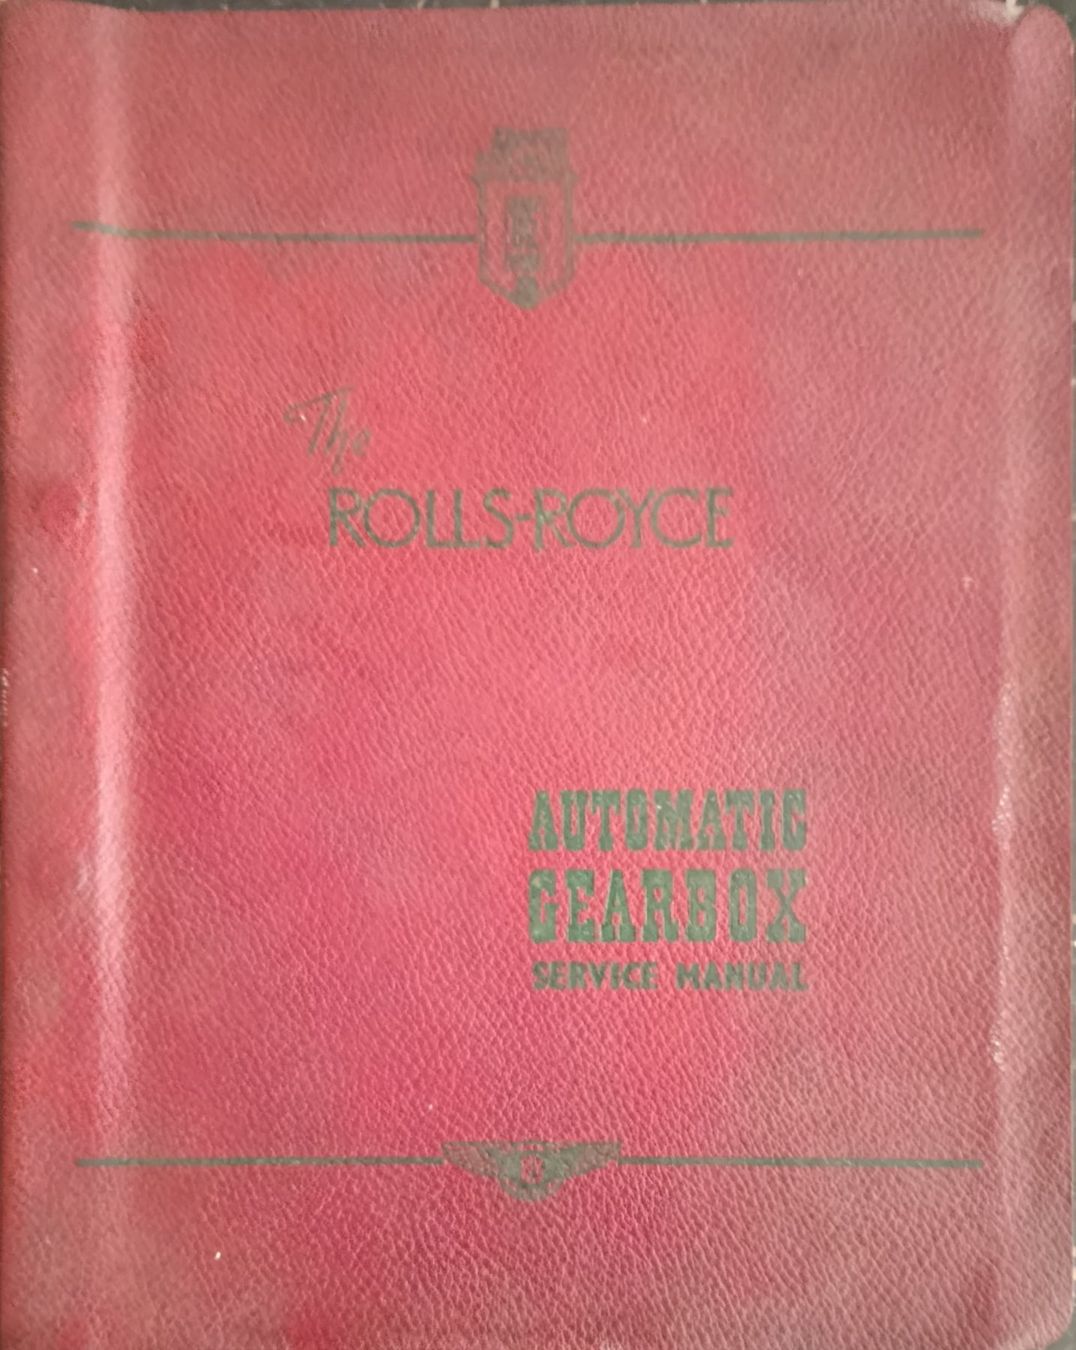 The
ROLLS-ROYCE
AUTOMATIC
GEARBOX
SERVICE MANUAL
B